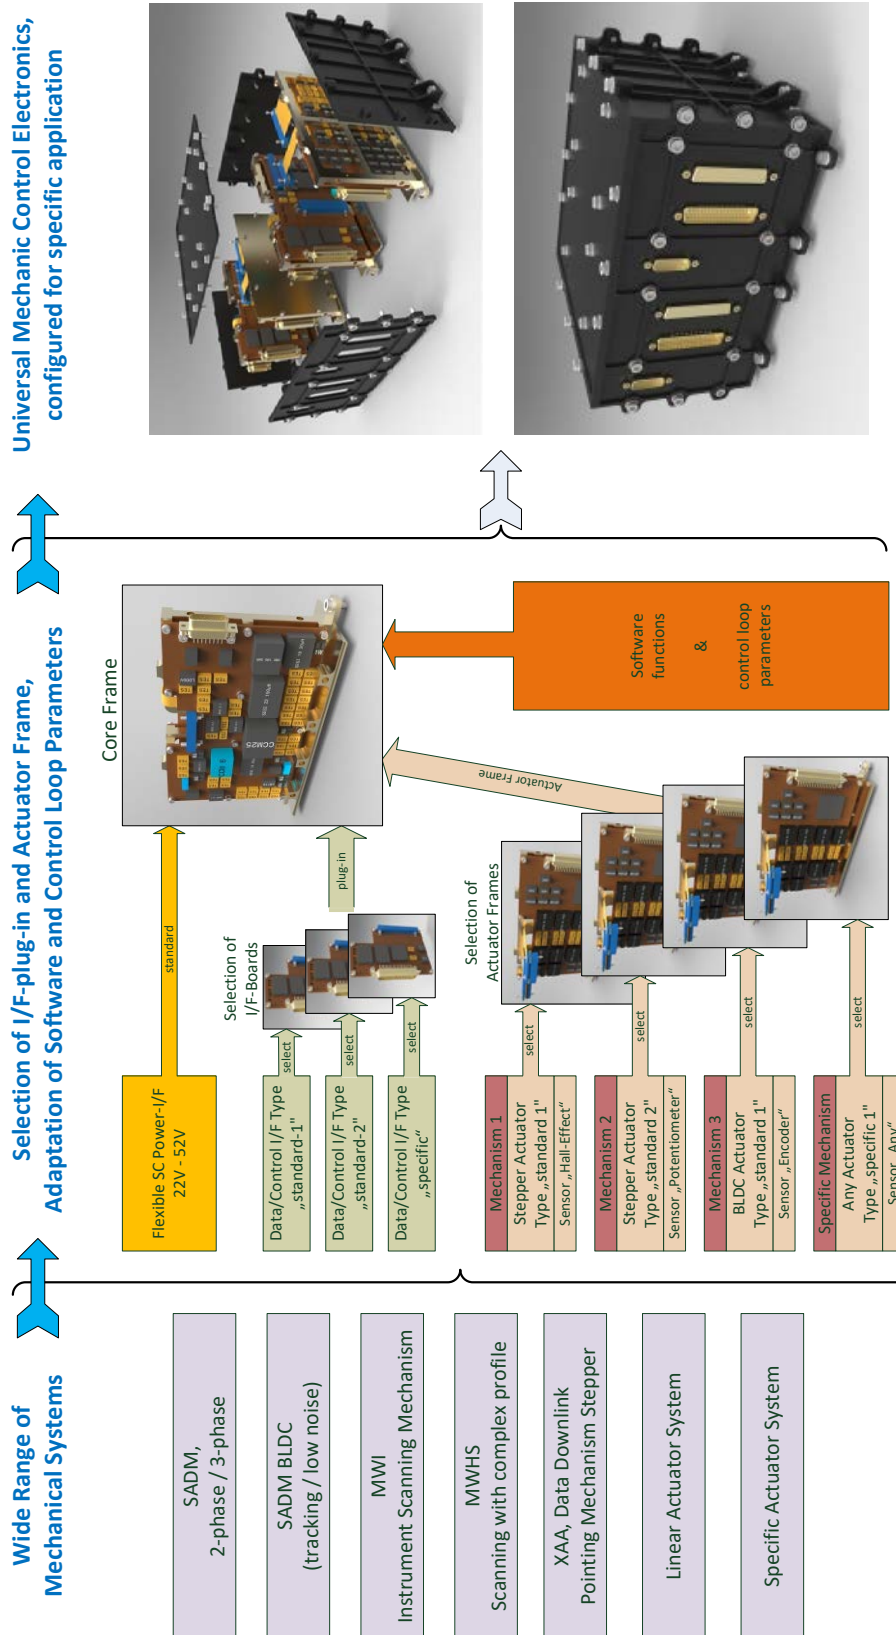 Wide Range of
Mechanical Systems
SADM,
2-phase / 3-phase
SADM BLDC
(tracking / low noise)
MWI
Instrument Scanning Mechanism
MWHS
Scanning with complex profile
XAA, Data Downlink
Pointing Mechanism Stepper
Linear Actuator System
Specific Actuator System
Selection of I/F-plug-in and Actuator Frame,
Adaptation of Software and Control Loop Parameters
Flexible SC Power-I/F
22V - 52V
standard
Core Frame
CCM25
Data/Control I/F Type
„standard-1"
select
Data/Control I/F Type
„standard-2"
select
Data/Control I/F Type
„specific"
select
Selection of
I/F-Boards
plug-in
Mechanism 1
Stepper Actuator
Type „standard 1"
Sensor „Hall-Effect"
select
Mechanism 2
Stepper Actuator
Type „standard 2"
Sensor „Potentiometer"
select
Mechanism 3
BLDC Actuator
Type „standard 1"
Sensor „Encoder"
select
Specific Mechanism
Any Actuator
Type „specific 1"
Sensor „Any"
select
Selection of
Actuator Frames
Actuator Frame
Software
functions
&
control loop
parameters
Universal Mechanic Control Electronics,
configured for specific application